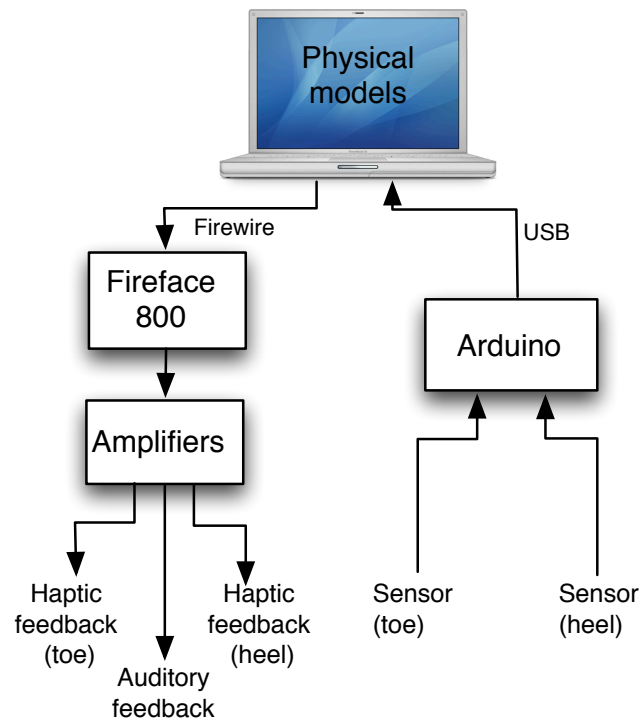 Physical
models
Firewire
USB
Fireface
800
Arduino
Amplifiers
Haptic
feedback
(toe)
Haptic
feedback
(heel)
Sensor
(toe)
Sensor
(heel)
Auditory
feedback